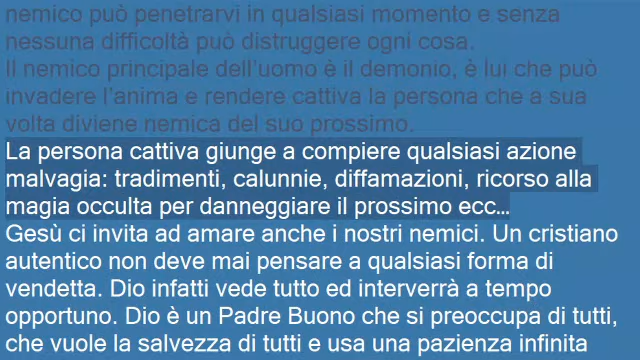 nemico può penetrarvi in qualsiasi momento e senza
nessuna difficoltà può distruggere ogni cosa.
Il nemico principale dell'uomo è il demonio, è lui che può
invadere l'anima e rendere cattiva la persona che a sua
volta diviene nemica del suo prossimo.
La persona cattiva giunge a compiere qualsiasi azione
malvagia: tradimenti, calunnie, diffamazioni, ricorso alla
magia occulta per danneggiare il prossimo ecc…
Gesù ci invita ad amare anche i nostri nemici. Un cristiano
autentico non deve mai pensare a qualsiasi forma di
vendetta. Dio infatti vede tutto ed interverrà a tempo
opportuno. Dio è un Padre Buono che si preoccupa di tutti,
che vuole la salvezza di tutti e usa una pazienza infinita